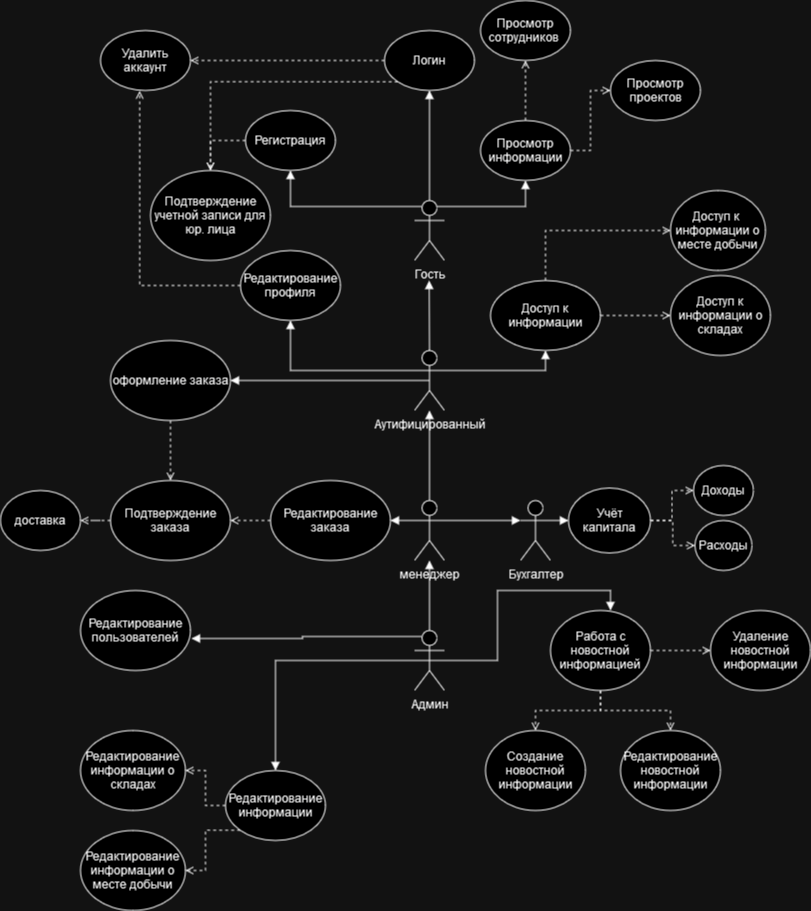 Просмотр
сотрудников
Удалить
аккаунт
Логин
Просмотр
проектов
Регистрация
Просмотр
информации
Подтверждение
учетной записи для
юр. лица
Доступ к
информации о
месте добычи
Гость
Редактирование
профиля
Доступ к
информации
Доступ к
информации о
складах
оформление заказа
Аутифицированный
доставка
Подтверждение
заказа
Редактирование
заказа
Учёт
капитала
Доходы
Расходы
менеджер
Бухгалтер
Редактирование
пользователей
Работа с
новостной
информацией
Удаление
новостной
информации
Админ
Редактирование
информации о
складах
Редактирование
информации
Создание
новостной
информации
Редактирование
новостной
информации
Редактирование
информации о
месте добычи